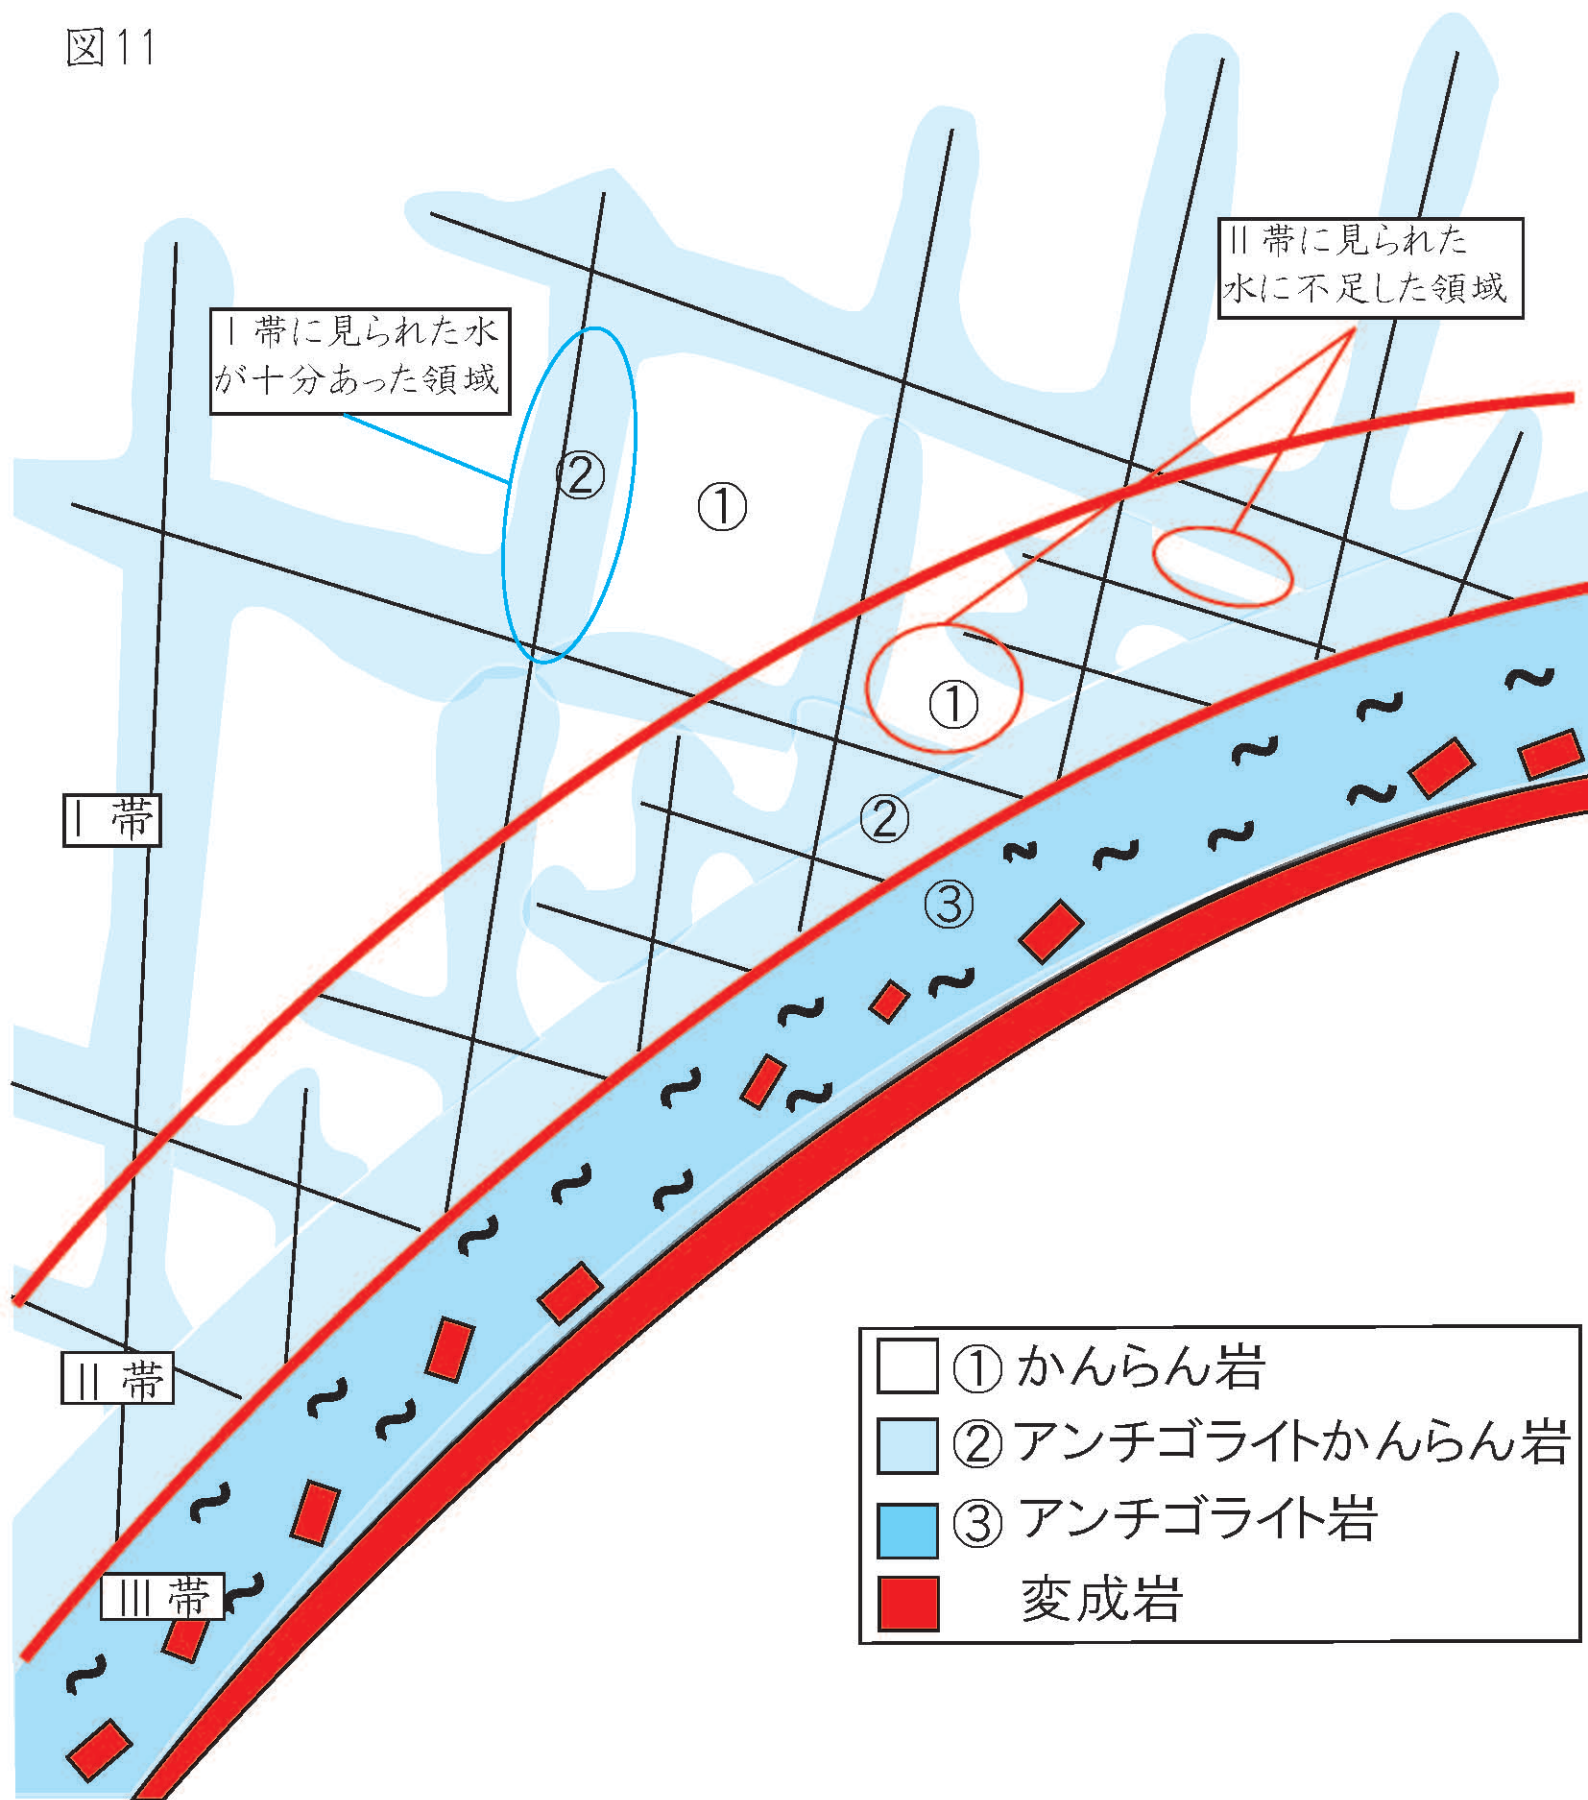 図11
II 帯に見られた
水に不足した領域
I 帯に見られた水
が十分あった領域
②
①
①
I 帯
②
③
II 帯
III 帯
① かんらん岩
② アンチゴライトかんらん岩
③ アンチゴライト岩
変成岩